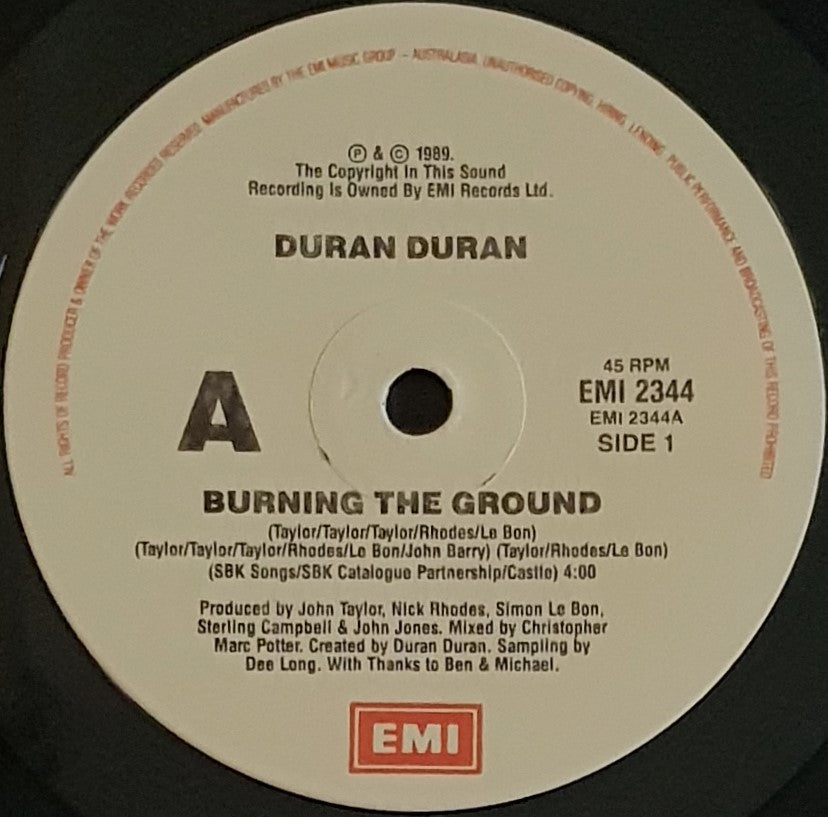 ALL RIGHTS OF RECORD PRODUCER & OWNER OF THE WORK RECORDED RESERVED. MANUFACTURED BY THE EMI MUSIC GROUP - AUSTRALASIA. UNAUTHORISED COPYING, HIRING, LENDING, PUBLIC PERFORMANCE AND BROADCASTING OF THIS RECORD PROHIBITED
Ⓟ & © 1989.
The Copyright In This Sound
Recording Is Owned By EMI Records Ltd.
DURAN DURAN
A
45 RPM
EMI 2344
EMI 2344A
SIDE 1
BURNING THE GROUND
(Taylor/Taylor/Taylor/Rhodes/Le Bon)
(Taylor/Taylor/Taylor/Rhodes/Le Bon/John Barry) (Taylor/Rhodes/Le Bon)
(SBK Songs/SBK Catalogue Partnership/Castle) 4:00
Produced by John Taylor, Nick Rhodes, Simon Le Bon,
Sterling Campbell & John Jones. Mixed by Christopher
Marc Potter. Created by Duran Duran. Sampling by
Dee Long. With Thanks to Ben & Michael.
EMI